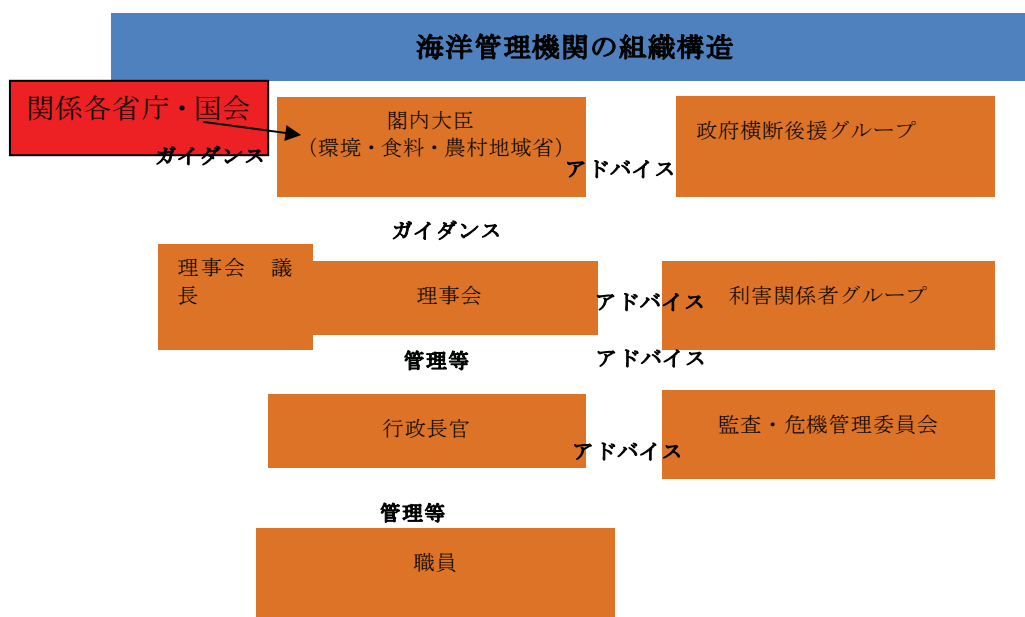 海洋管理機関の組織構造
関係各省庁・国会
ガイダンス
閣内大臣
（環境・食料・農村地域省）
アドバイス
政府横断後援グループ
ガイダンス
理事会　議
長
理事会
アドバイス
利害関係者グループ
管理等
アドバイス
行政長官
アドバイス
監査・危機管理委員会
管理等
職員